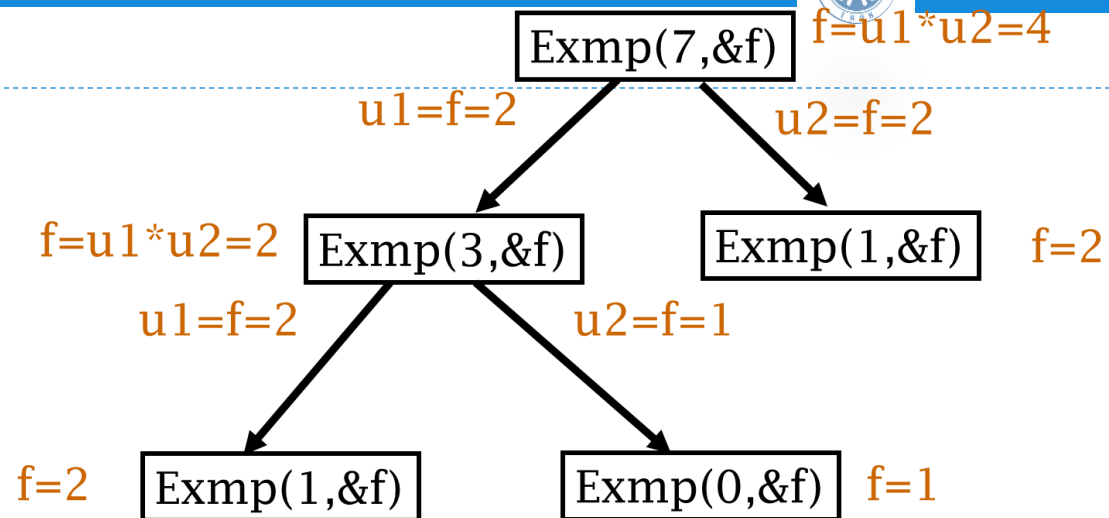 Exmp(7,&f)
f=u1*u2=4
u1=f=2
u2=f=2
f=u1*u2=2
Exmp(3,&f)
Exmp(1,&f)
f=2
u1=f=2
u2=f=1
f=2
Exmp(1,&f)
Exmp(0,&f)
f=1